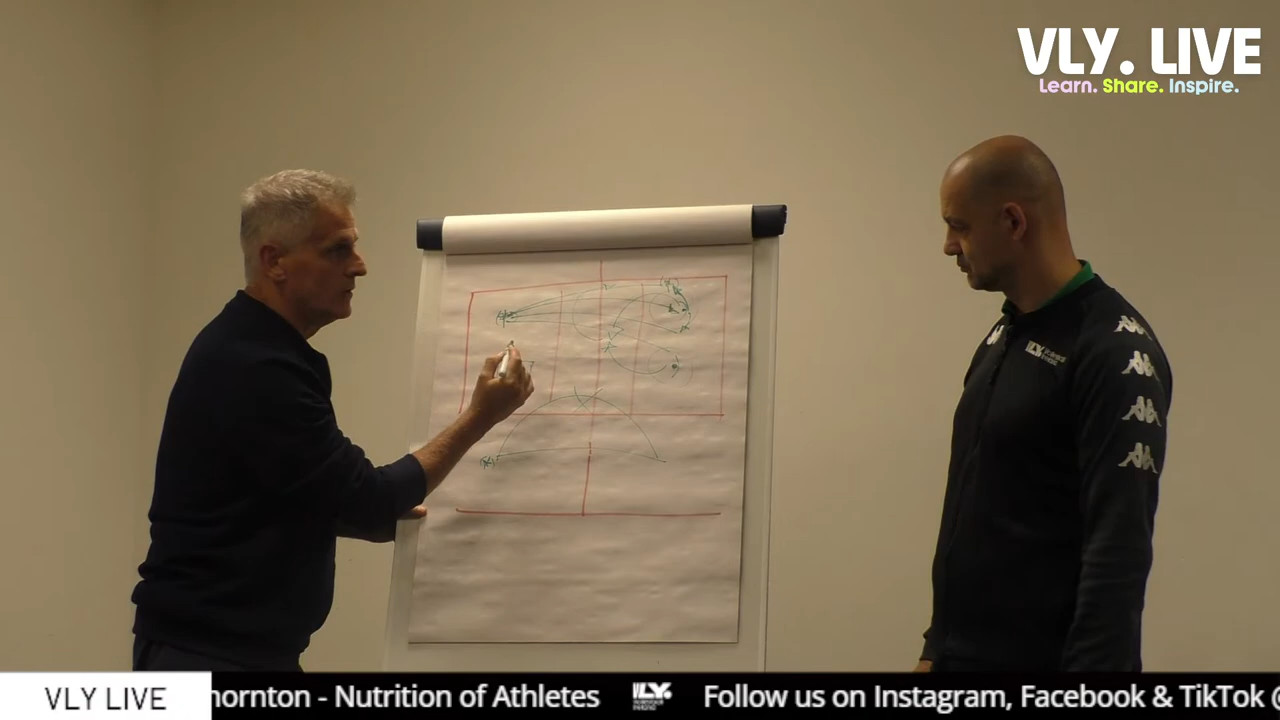 VLY. LIVE
Learn. Share. Inspire.
VLY LIVE
hornton - Nutrition of Athletes
Follow us on Instagram, Facebook & TikTok @